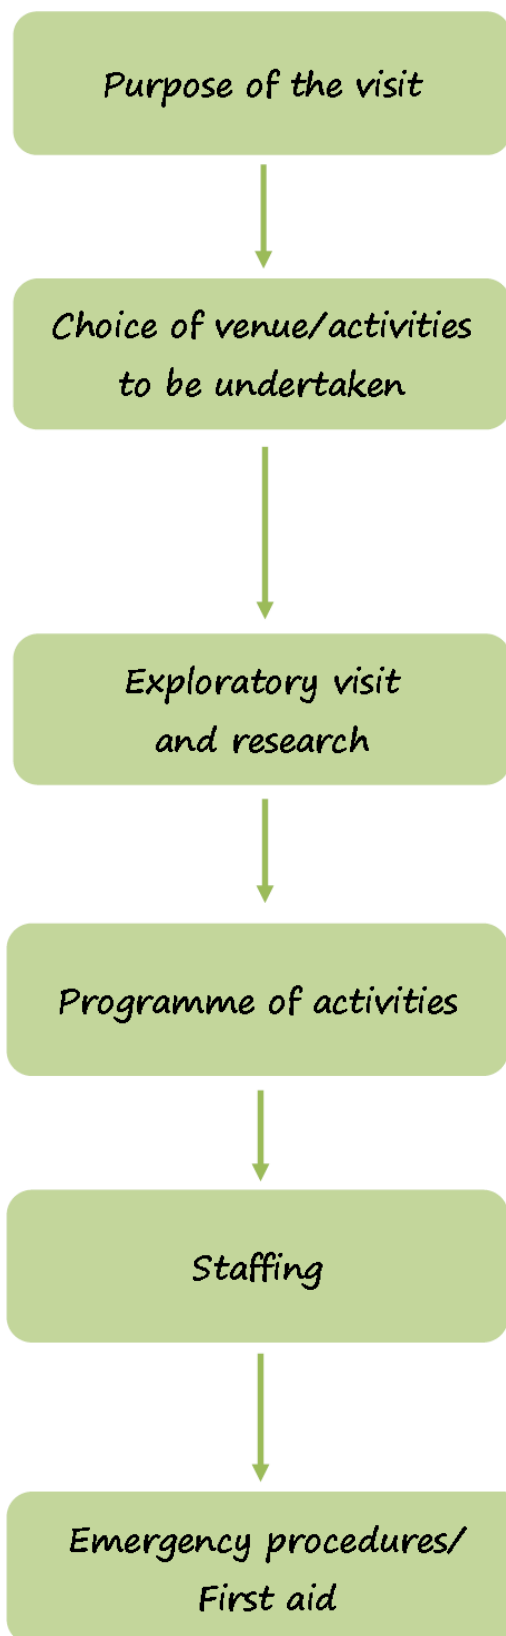 Purpose of the visit
Choice of venue/activities
to be undertaken
Exploratory visit
and research
Programme of activities
Staffing
Emergency procedures/
First aid